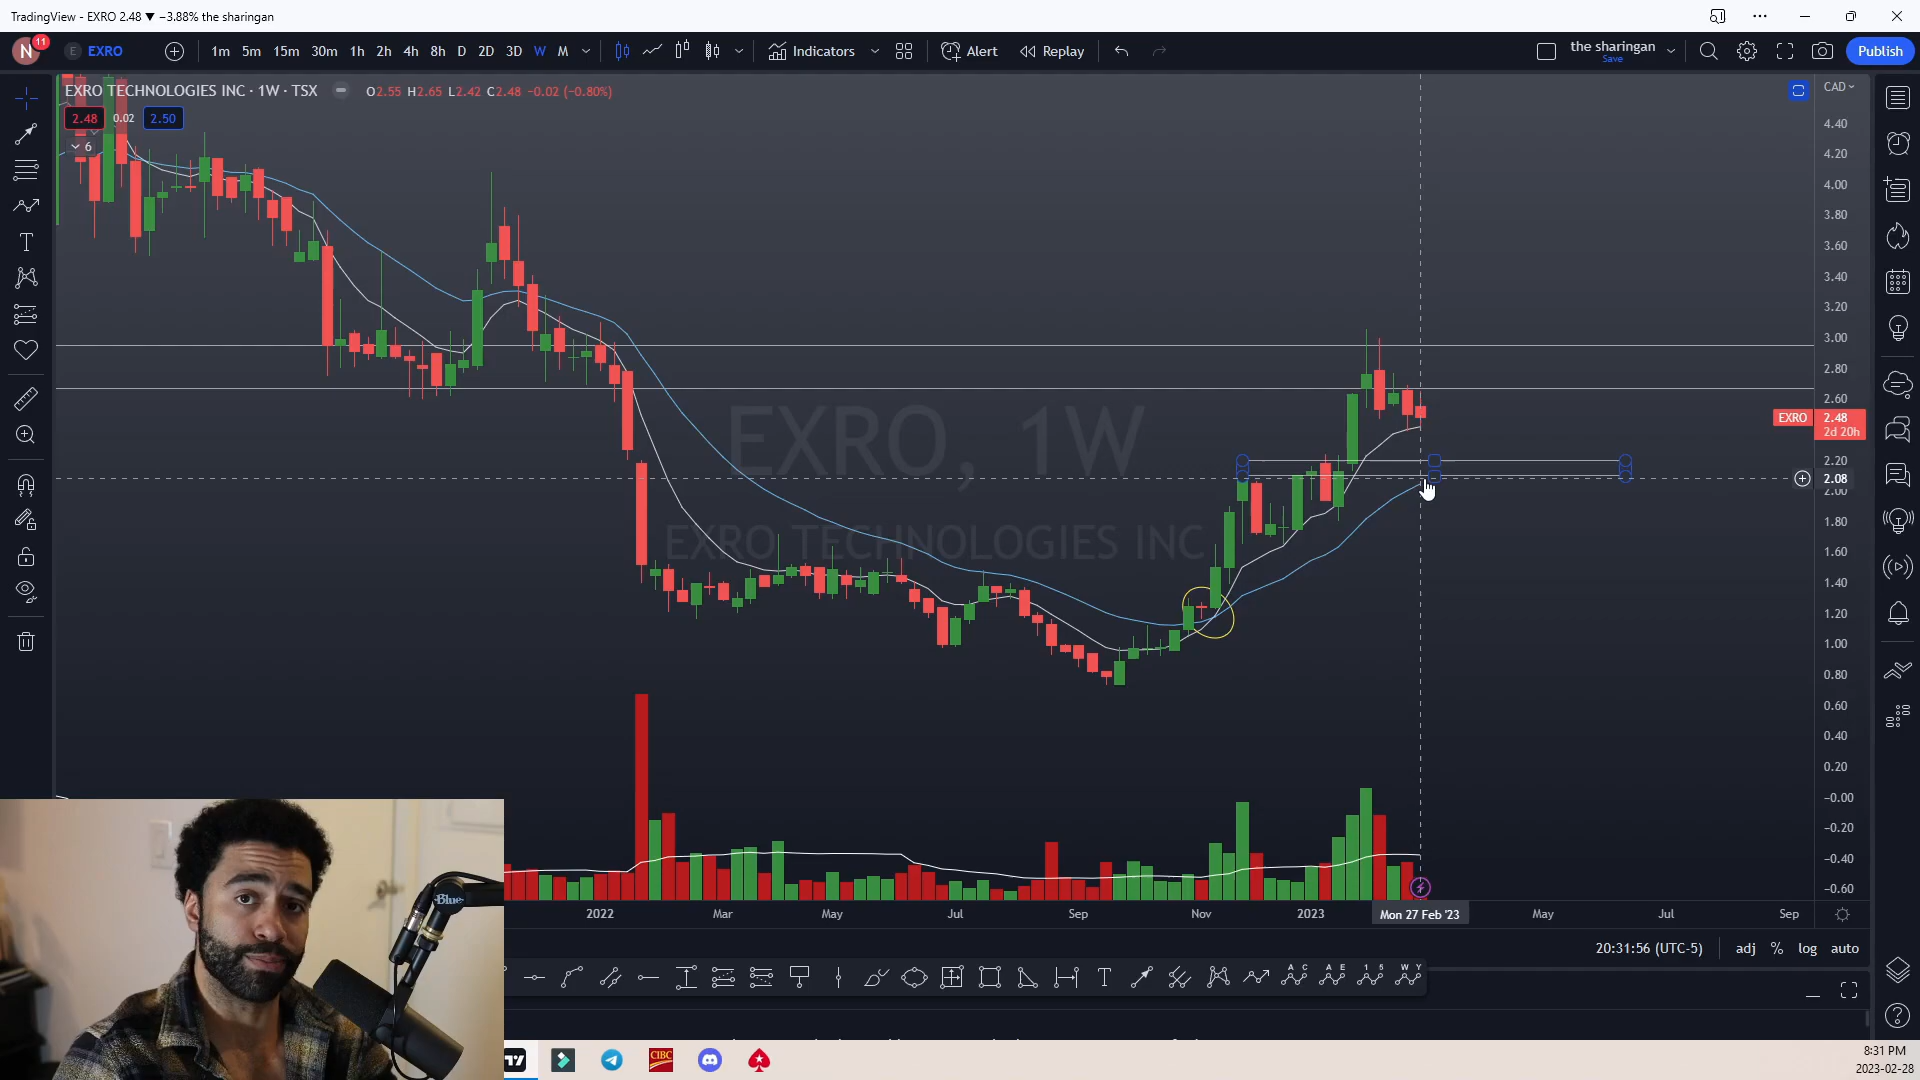 TradingView - EXRO 2.48 ▼ −3.88% the sharingan
N 11 E EXRO 1m 5m 15m 30m 1h 2h 4h 8h D 2D 3D W M Indicators Alert Replay the sharingan Save Publish
EXRO TECHNOLOGIES INC · 1W · TSX O2.55 H2.65 L2.42 C2.48 -0.02 (-0.80%) CAD
2.48 0.02 2.50
6
4.40
4.20
4.00
3.80
3.60
3.40
3.20
3.00
2.80
2.60
EXRO 2.48
2d 20h
2.20
2.08
2.00
1.80
1.60
1.40
1.20
1.00
0.80
0.60
0.40
0.20
−0.00
−0.20
−0.40
−0.60
EXRO, 1W
EXRO TECHNOLOGIES INC
2022 Mar May Jul Sep Nov 2023 Mon 27 Feb '23 May Jul Sep
20:31:56 (UTC-5) adj % log auto
T A C A E 1 5 W Y
Blue
CIBC
8:31 PM
2023-02-28